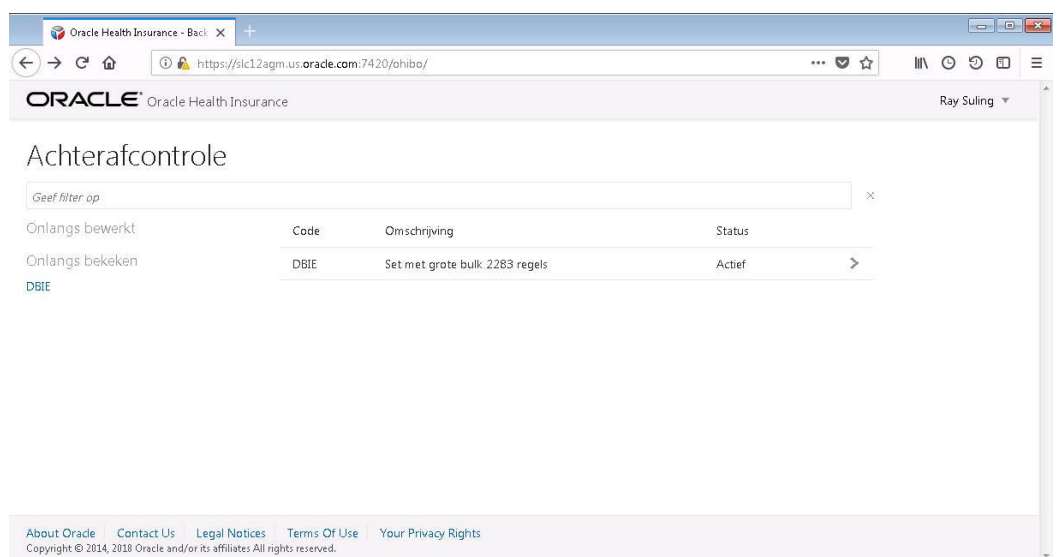 Oracle Health Insurance - Back
https://slc12agm.us.oracle.com:7420/ohibo/
ORACLE Oracle Health Insurance
Ray Suling
Achterafcontrole
Geef filter op
Onlangs bewerkt
Onlangs bekeken
DBIE
Code Omschrijving Status
DBIE Set met grote bulk 2283 regels Actief
About Oracle Contact Us Legal Notices Terms Of Use Your Privacy Rights
Copyright © 2014, 2018 Oracle and/or its affiliates All rights reserved.